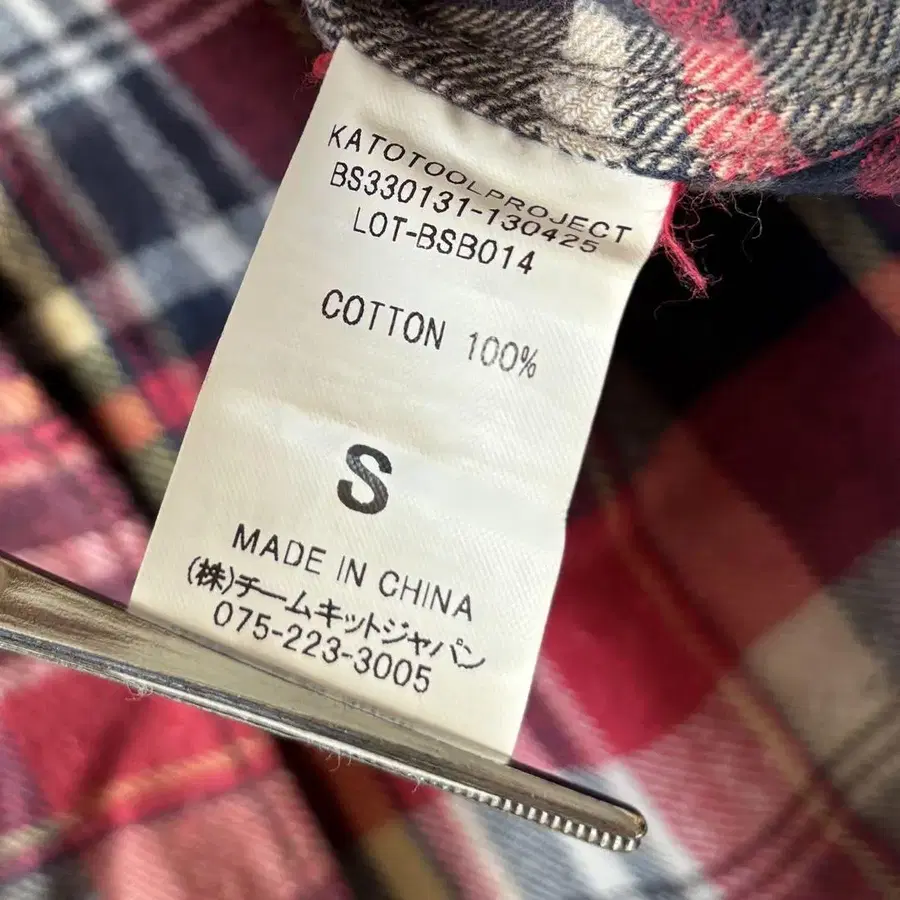 KATOTOOLPROJECT
BS330131-130425
LOT-BSB014
COTTON 100%
S
MADE IN CHINA
(株)チームキットジャパン
075-223-3005